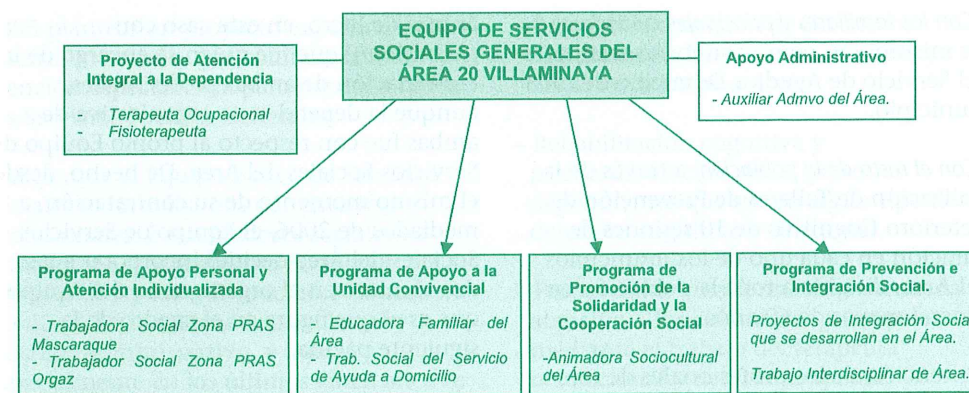 EQUIPO DE SERVICIOS
SOCIALES GENERALES DEL
ÁREA 20 VILLAMINAYA
Proyecto de Atención
Integral a la Dependencia
- Terapeuta Ocupacional
- Fisioterapeuta
Apoyo Administrativo
- Auxiliar Admvo del Área.
Programa de Apoyo Personal y
Atención Individualizada
- Trabajadora Social Zona PRAS
Mascaraque
- Trabajador Social Zona PRAS
Orgaz
Programa de Apoyo a la
Unidad Convivencial
- Educadora Familiar del
Área
- Trab. Social del Servicio
de Ayuda a Domicilio
Programa de
Promoción de la
Solidaridad y la
Cooperación Social
-Animadora Sociocultural
del Área
Programa de Prevención e
Integración Social.
Proyectos de Integración Social
que se desarrollan en el Área.
Trabajo Interdisciplinar de Área.